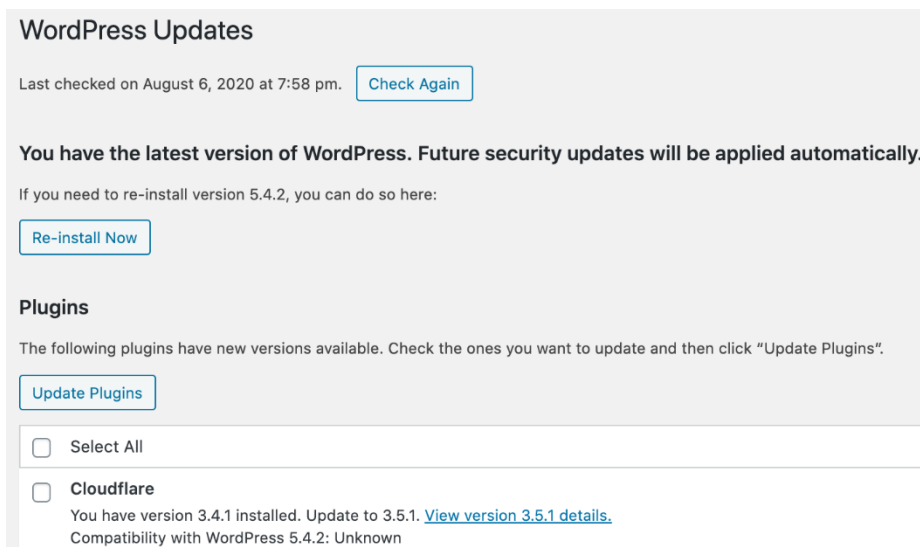 WordPress Updates
Last checked on August 6, 2020 at 7:58 pm. Check Again
You have the latest version of WordPress. Future security updates will be applied automatically.
If you need to re-install version 5.4.2, you can do so here:
Re-install Now
Plugins
The following plugins have new versions available. Check the ones you want to update and then click “Update Plugins”.
Update Plugins
Select All
Cloudflare
You have version 3.4.1 installed. Update to 3.5.1. View version 3.5.1 details.
Compatibility with WordPress 5.4.2: Unknown